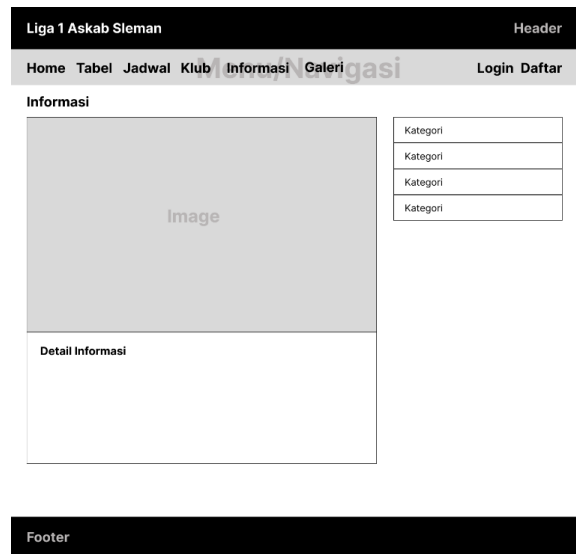 Liga 1 Askab Sleman Header
Home Tabel Jadwal Klub Informasi Galeri Login Daftar
Menu/Navigasi
Informasi
Image
Kategori
Kategori
Kategori
Kategori
Detail Informasi
Footer